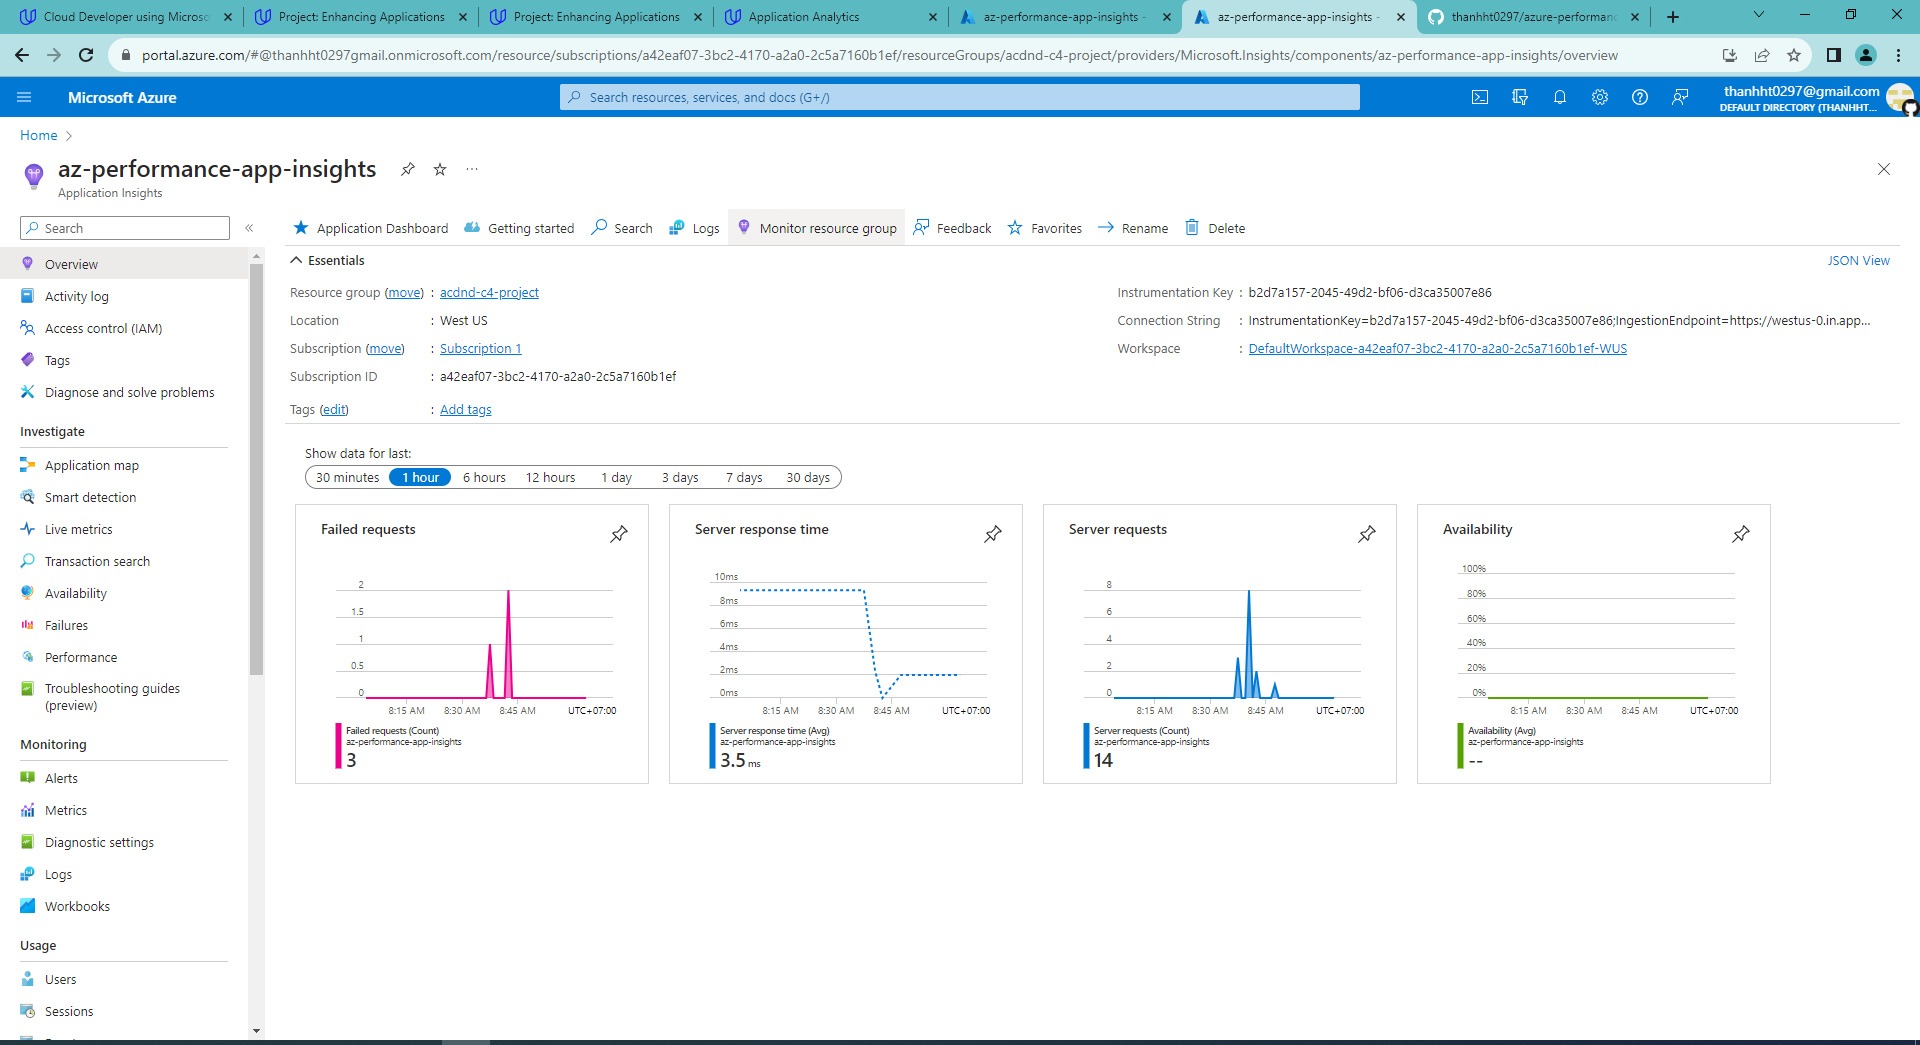 Cloud Developer using Microso
Project: Enhancing Applications
Project: Enhancing Applications
Application Analytics
az-performance-app-insights -
az-performance-app-insights -
thanhht0297/azure-performanc
portal.azure.com/#@thanhht0297gmail.onmicrosoft.com/resource/subscriptions/a42eaf07-3bc2-4170-a2a0-2c5a7160b1ef/resourceGroups/acdnd-c4-project/providers/Microsoft.Insights/components/az-performance-app-insights/overview
Microsoft Azure
Search resources, services, and docs (G+/)
thanhht0297@gmail.com
DEFAULT DIRECTORY (THANHHT...
Home
az-performance-app-insights
Application Insights
Search
Application Dashboard
Getting started
Search
Logs
Monitor resource group
Feedback
Favorites
Rename
Delete
Overview
Activity log
Access control (IAM)
Tags
Diagnose and solve problems
Investigate
Application map
Smart detection
Live metrics
Transaction search
Availability
Failures
Performance
Troubleshooting guides
(preview)
Monitoring
Alerts
Metrics
Diagnostic settings
Logs
Workbooks
Usage
Users
Sessions
Essentials
JSON View
Resource group (move) : acdnd-c4-project
Location : West US
Subscription (move) : Subscription 1
Subscription ID : a42eaf07-3bc2-4170-a2a0-2c5a7160b1ef
Tags (edit) : Add tags
Instrumentation Key : b2d7a157-2045-49d2-bf06-d3ca35007e86
Connection String : InstrumentationKey=b2d7a157-2045-49d2-bf06-d3ca35007e86;IngestionEndpoint=https://westus-0.in.app...
Workspace : DefaultWorkspace-a42eaf07-3bc2-4170-a2a0-2c5a7160b1ef-WUS
Show data for last:
30 minutes 1 hour 6 hours 12 hours 1 day 3 days 7 days 30 days
Failed requests
2
1.5
1
0.5
0
8:15 AM 8:30 AM 8:45 AM UTC+07:00
Failed requests (Count)
az-performance-app-insights
3
Server response time
10ms
8ms
6ms
4ms
2ms
0ms
8:15 AM 8:30 AM 8:45 AM UTC+07:00
Server response time (Avg)
az-performance-app-insights
3.5 ms
Server requests
8
6
4
2
0
8:15 AM 8:30 AM 8:45 AM UTC+07:00
Server requests (Count)
az-performance-app-insights
14
Availability
100%
80%
60%
40%
20%
0%
8:15 AM 8:30 AM 8:45 AM UTC+07:00
Availability (Avg)
az-performance-app-insights
--